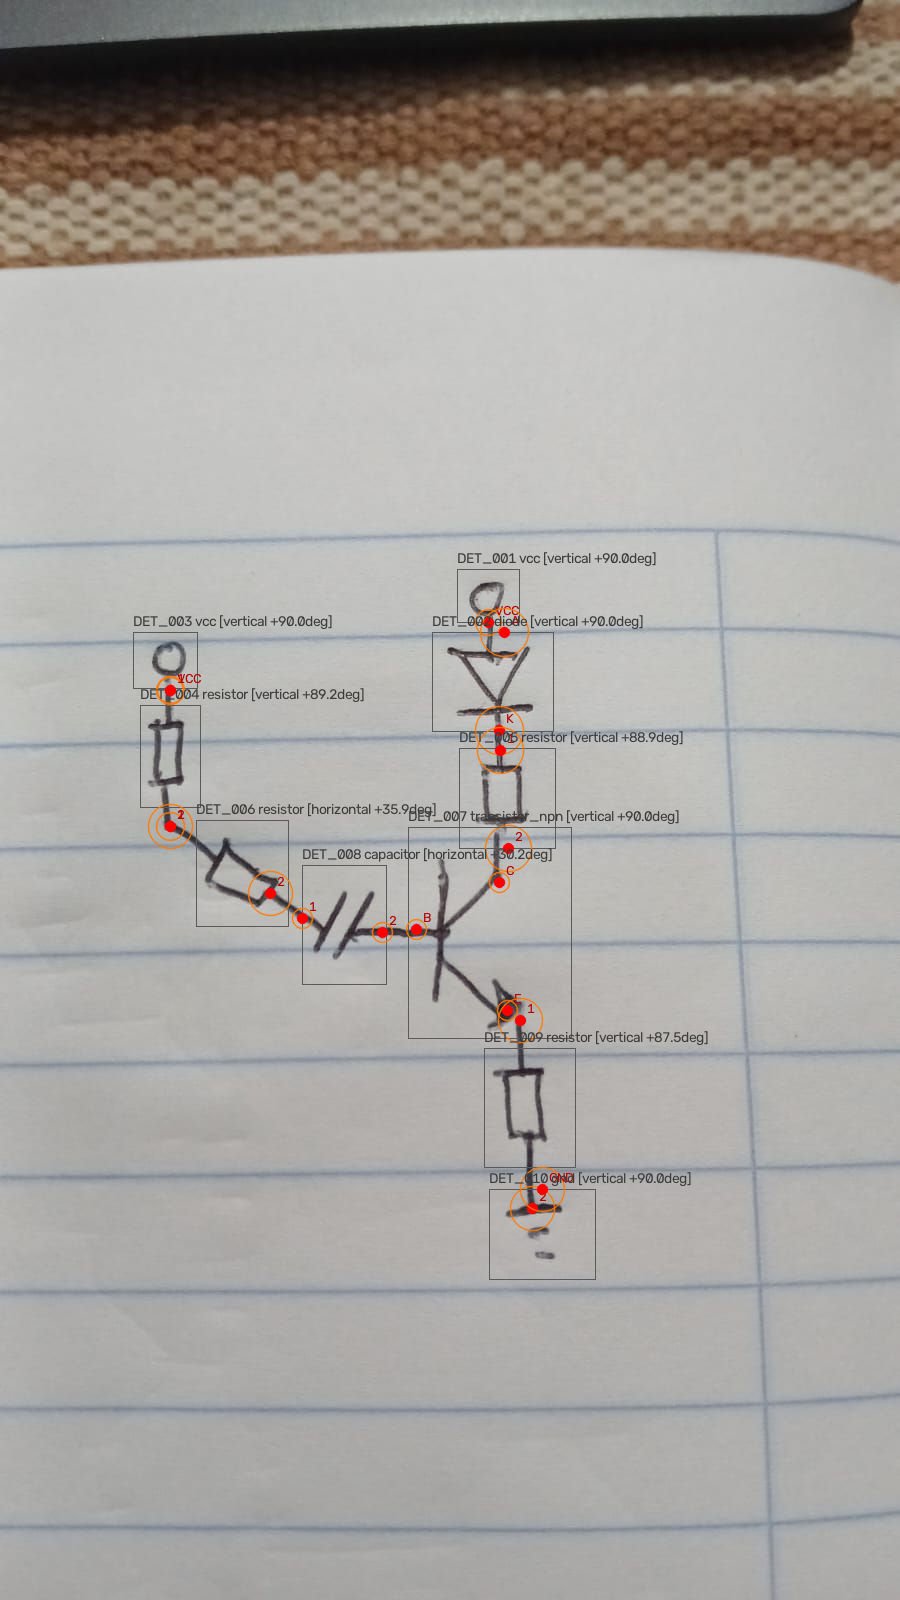 DET_001 vcc [vertical +90.0deg]
VCC
A
DET_002 diode [vertical +90.0deg]
DET_003 vcc [vertical +90.0deg]
VCC
DET_004 resistor [vertical +89.2deg]
K
DET_005 resistor [vertical +88.9deg]
1
DET_006 resistor [horizontal +35.9deg]
2
DET_007 transistor_npn [vertical +90.0deg]
2
DET_008 capacitor [horizontal +30.2deg]
C
1
2
B
E
1
DET_009 resistor [vertical +87.5deg]
DET_010 gnd [vertical +90.0deg]
GND
2